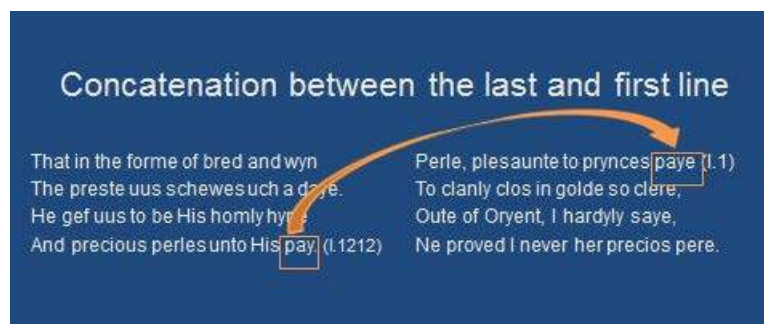 Concatenation between the last and first line
That in the forme of bred and wyn
The preste uus schewes uch a daye.
He gef uus to be His homly hyne
And precious perles unto His pay. (l.1212)
Perle, plesaunte to prynces paye (l.1)
To clanly clos in golde so clere,
Oute of Oryent, I hardyly saye,
Ne proved I never her precios pere.